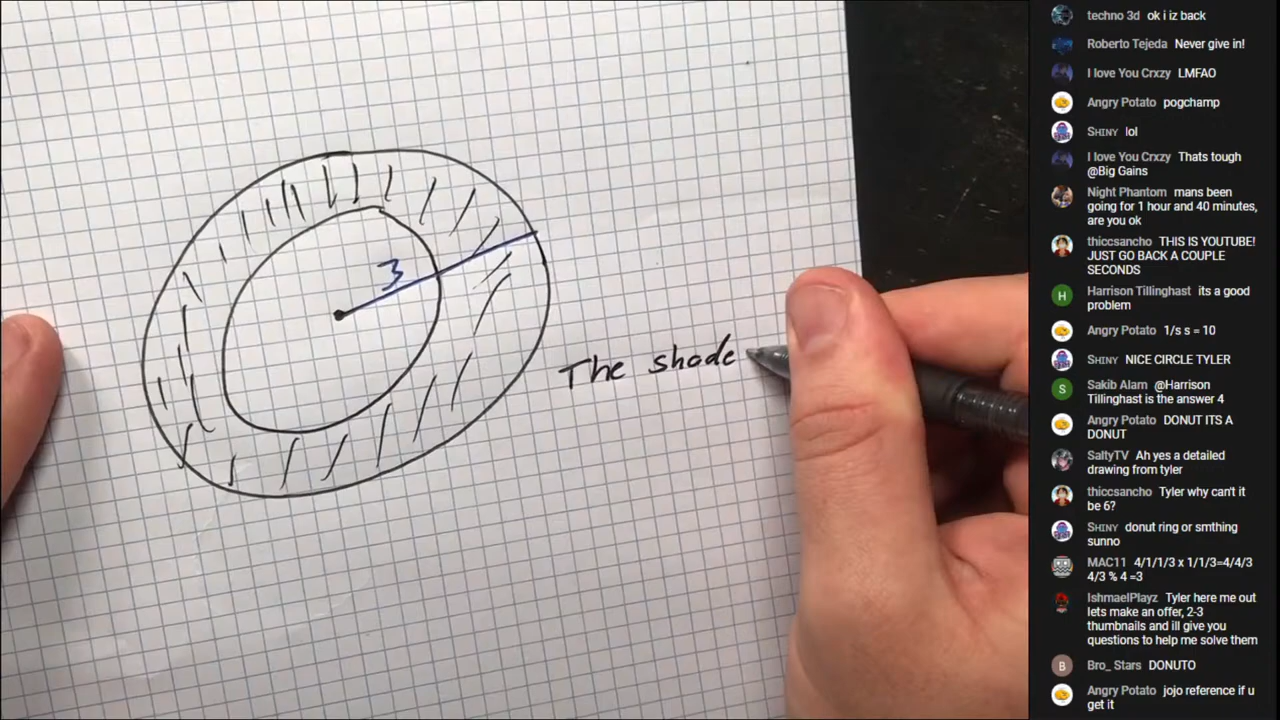 3
The shade
techno 3d ok i iz back
Roberto Tejeda Never give in!
I love You Crxzy LMFAO
Angry Potato pogchamp
SHINY lol
I love You Crxzy Thats tough
@Big Gains
Night Phantom mans been
going for 1 hour and 40 minutes,
are you ok
thiccsancho THIS IS YOUTUBE!
JUST GO BACK A COUPLE
SECONDS
H Harrison Tillinghast its a good
problem
Angry Potato 1/s s = 10
SHINY NICE CIRCLE TYLER
S Sakib Alam @Harrison
Tillinghast is the answer 4
Angry Potato DONUT ITS A
DONUT
SaltyTV Ah yes a detailed
drawing from tyler
thiccsancho Tyler why can't it
be 6?
SHINY donut ring or smthing
sunno
MAC11 4/1/1/3 x 1/1/3=4/4/3
4/3 % 4 =3
IshmaelPlayz Tyler here me out
lets make an offer, 2-3
thumbnails and ill give you
questions to help me solve them
B Bro_ Stars DONUTO
Angry Potato jojo reference if u
get it